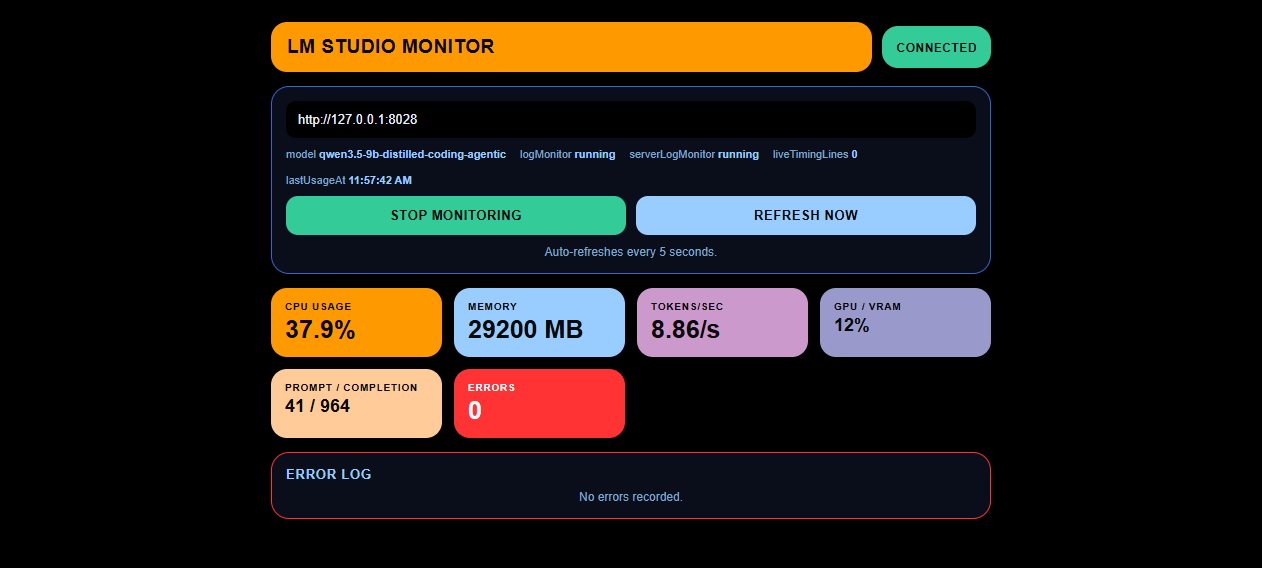 LM STUDIO MONITOR
CONNECTED
http://127.0.0.1:8028
model qwen3.5-9b-distilled-coding-agentic logMonitor running serverLogMonitor running liveTimingLines 0
lastUsageAt 11:57:42 AM
STOP MONITORING
REFRESH NOW
Auto-refreshes every 5 seconds.
CPU USAGE
37.9%
MEMORY
29200 MB
TOKENS/SEC
8.86/s
GPU / VRAM
12%
PROMPT / COMPLETION
41 / 964
ERRORS
0
ERROR LOG
No errors recorded.